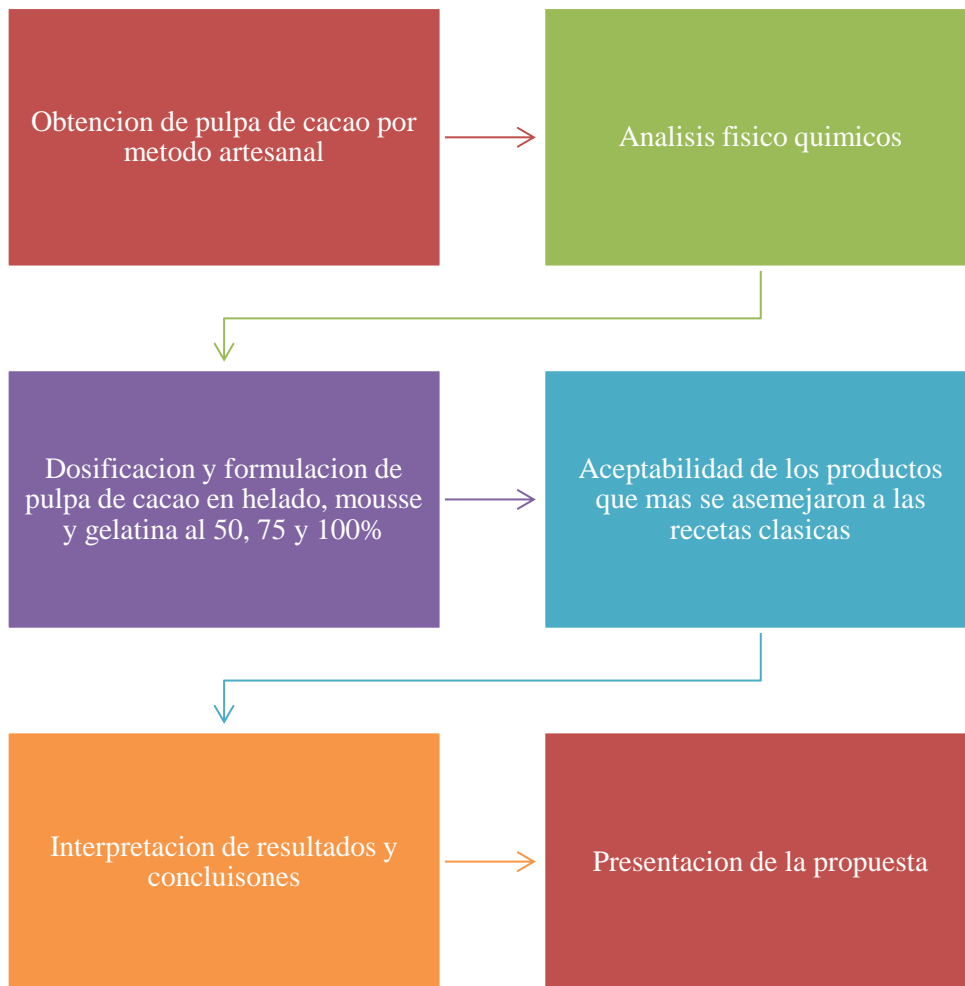 Obtencion de pulpa de cacao por
metodo artesanal
Analisis fisico quimicos
Dosificacion y formulacion de
pulpa de cacao en helado, mousse
y gelatina al 50, 75 y 100%
Aceptabilidad de los productos
que mas se asemejaron a las
recetas clasicas
Interpretacion de resultados y
concluisones
Presentacion de la propuesta